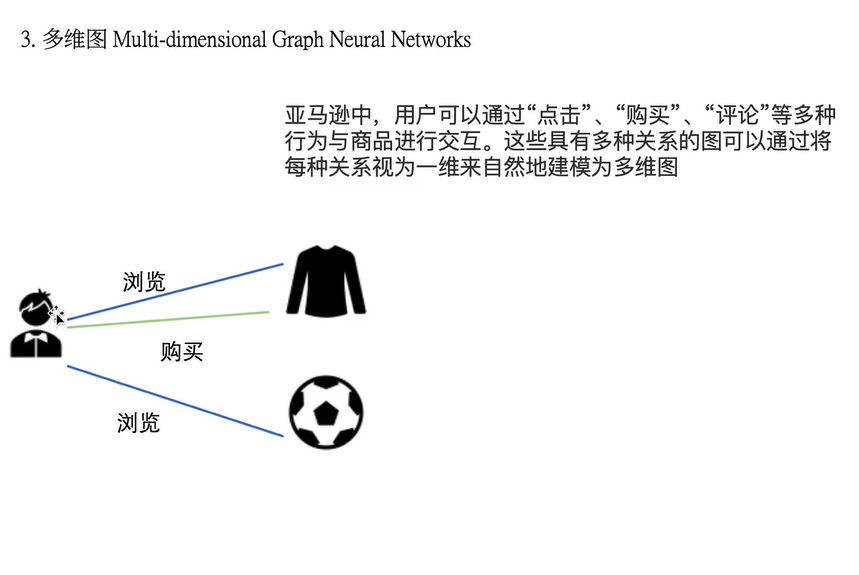 3. 多维图 Multi-dimensional Graph Neural Networks
亚马逊中，用户可以通过“点击”、“购买”、“评论”等多种
行为与商品进行交互。这些具有多种关系的图可以通过将
每种关系视为一维来自然地建模为多维图
浏览
购买
浏览